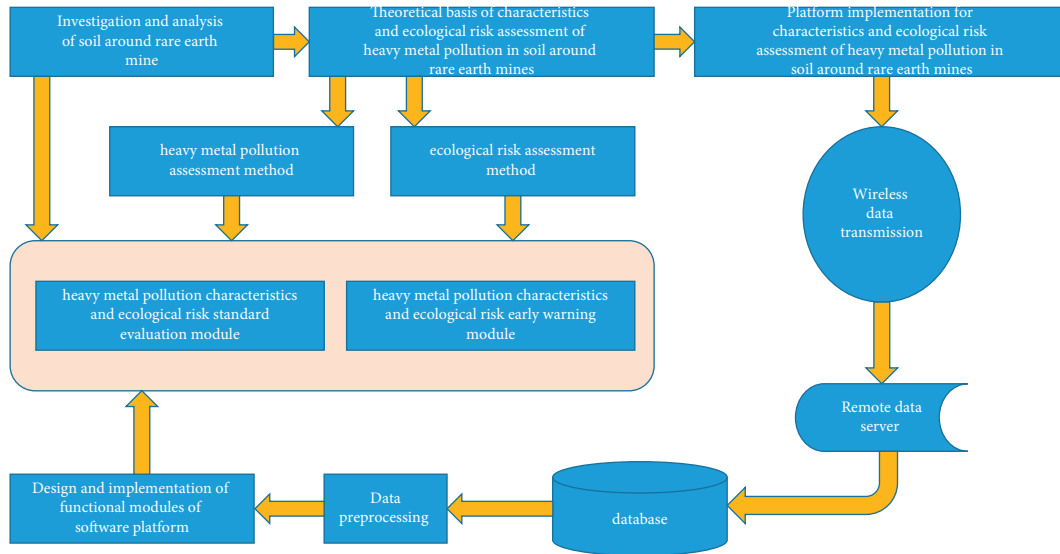 Investigation and analysis
of soil around rare earth
mine
Theoretical basis of characteristics
and ecological risk assessment of
heavy metal pollution in soil around
rare earth mines
Platform implementation for
characteristics and ecological risk
assessment of heavy metal pollution in
soil around rare earth mines
heavy metal pollution
assessment method
ecological risk assessment
method
Wireless
data
transmission
heavy metal pollution characteristics
and ecological risk standard
evaluation module
heavy metal pollution characteristics
and ecological risk early warning
module
Remote data
server
Design and implementation of
functional modules of
software platform
Data
preprocessing
database